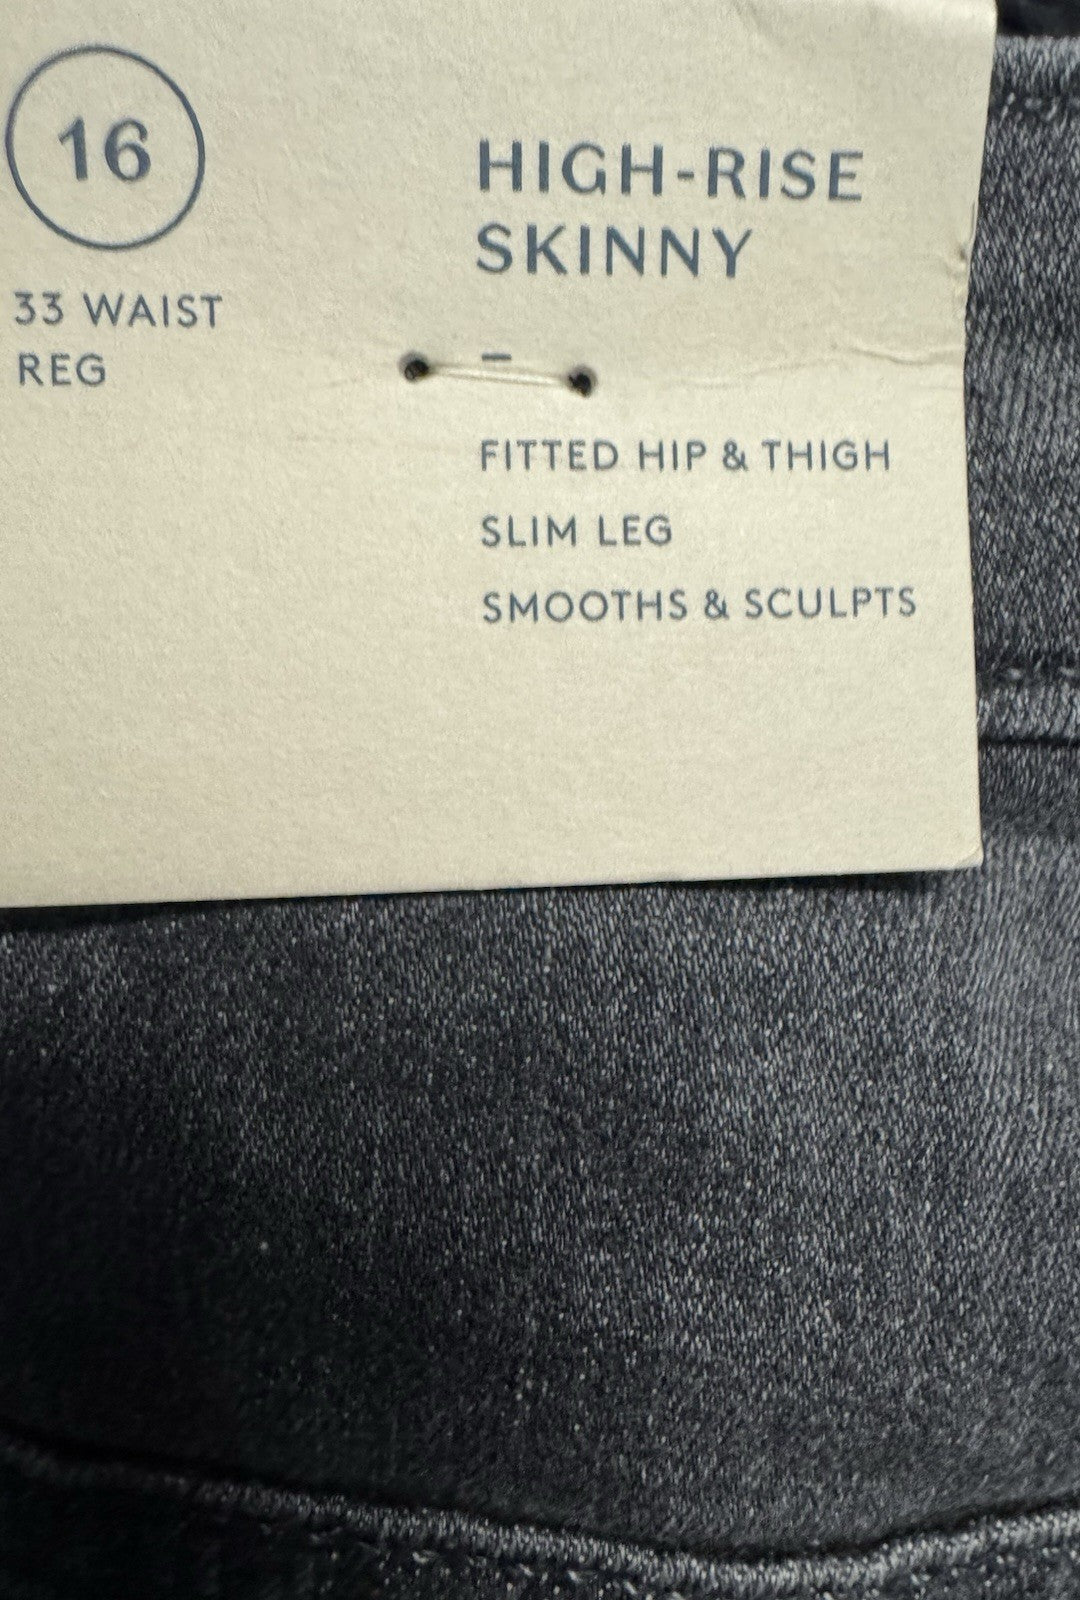 16
33 WAIST
REG
HIGH-RISE
SKINNY
–
FITTED HIP & THIGH
SLIM LEG
SMOOTHS & SCULPTS